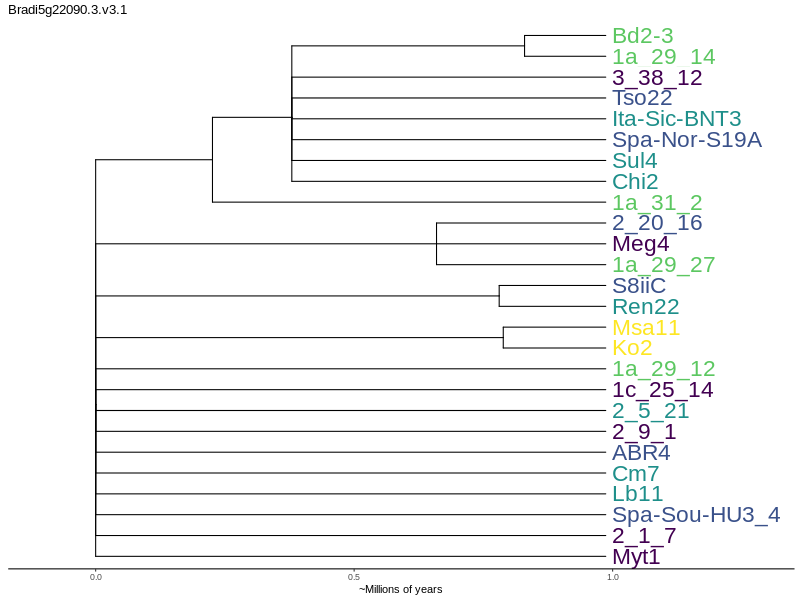 Bradi5g22090.3.v3.1
Bd2-3
1a_29_14
3_38_12
Tso22
Ita-Sic-BNT3
Spa-Nor-S19A
Sul4
Chi2
1a_31_2
2_20_16
Meg4
1a_29_27
S8iiC
Ren22
Msa11
Ko2
1a_29_12
1c_25_14
2_5_21
2_9_1
ABR4
Cm7
Lb11
Spa-Sou-HU3_4
2_1_7
Myt1
0.0 0.5 1.0
~Millions of years